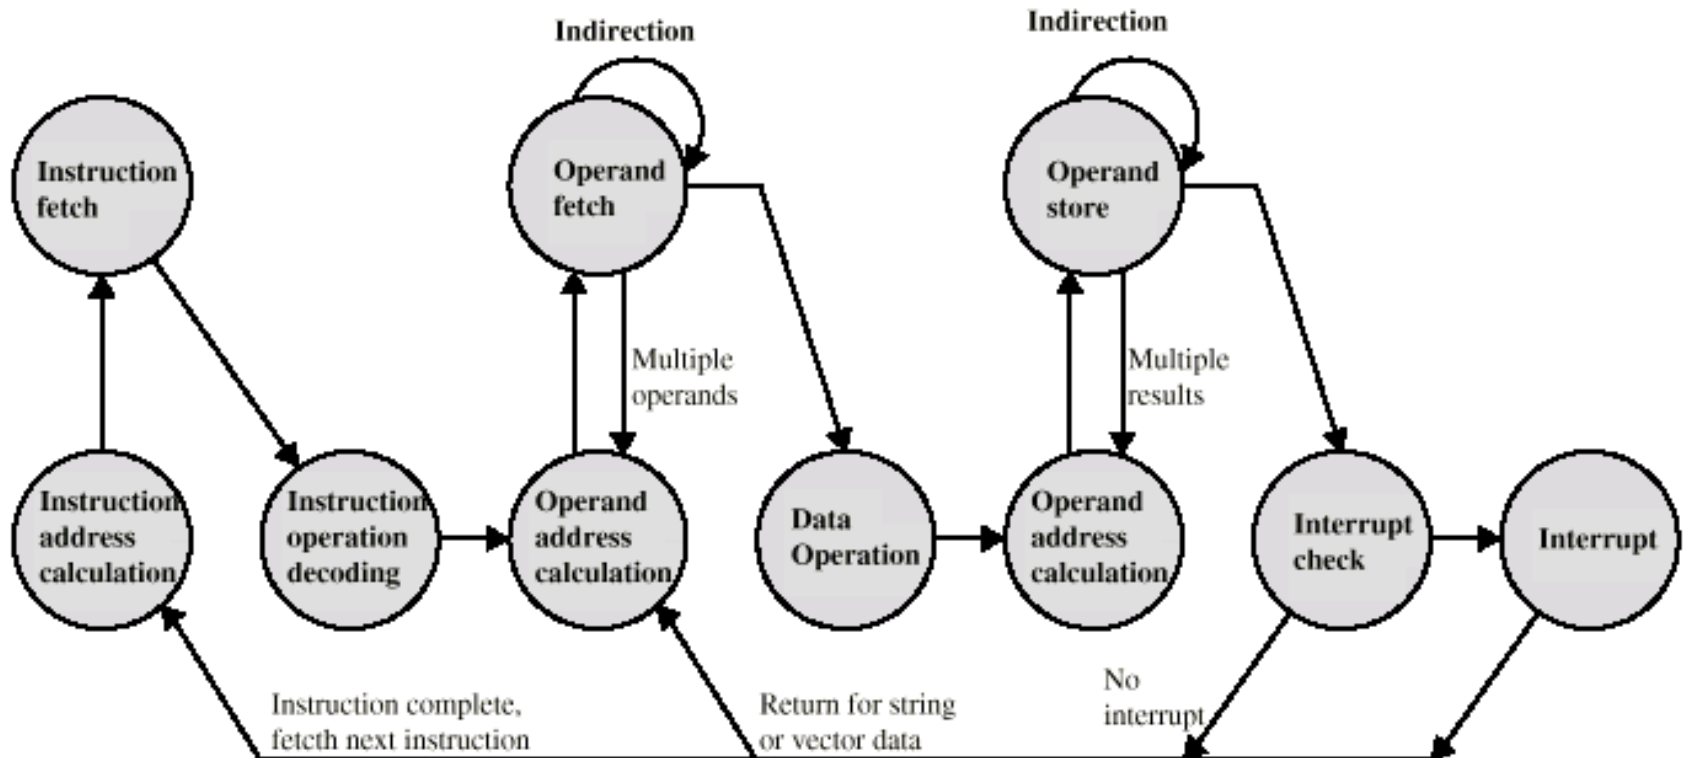 Indirection
Indirection
Instruction
fetch
Operand
fetch
Operand
store
Multiple
operands
Multiple
results
Instruction
address
calculation
Instruction
operation
decoding
Operand
address
calculation
Data
Operation
Operand
address
calculation
Interrupt
check
Interrupt
Instruction complete,
fetcth next instruction
Return for string
or vector data
No
interrupt